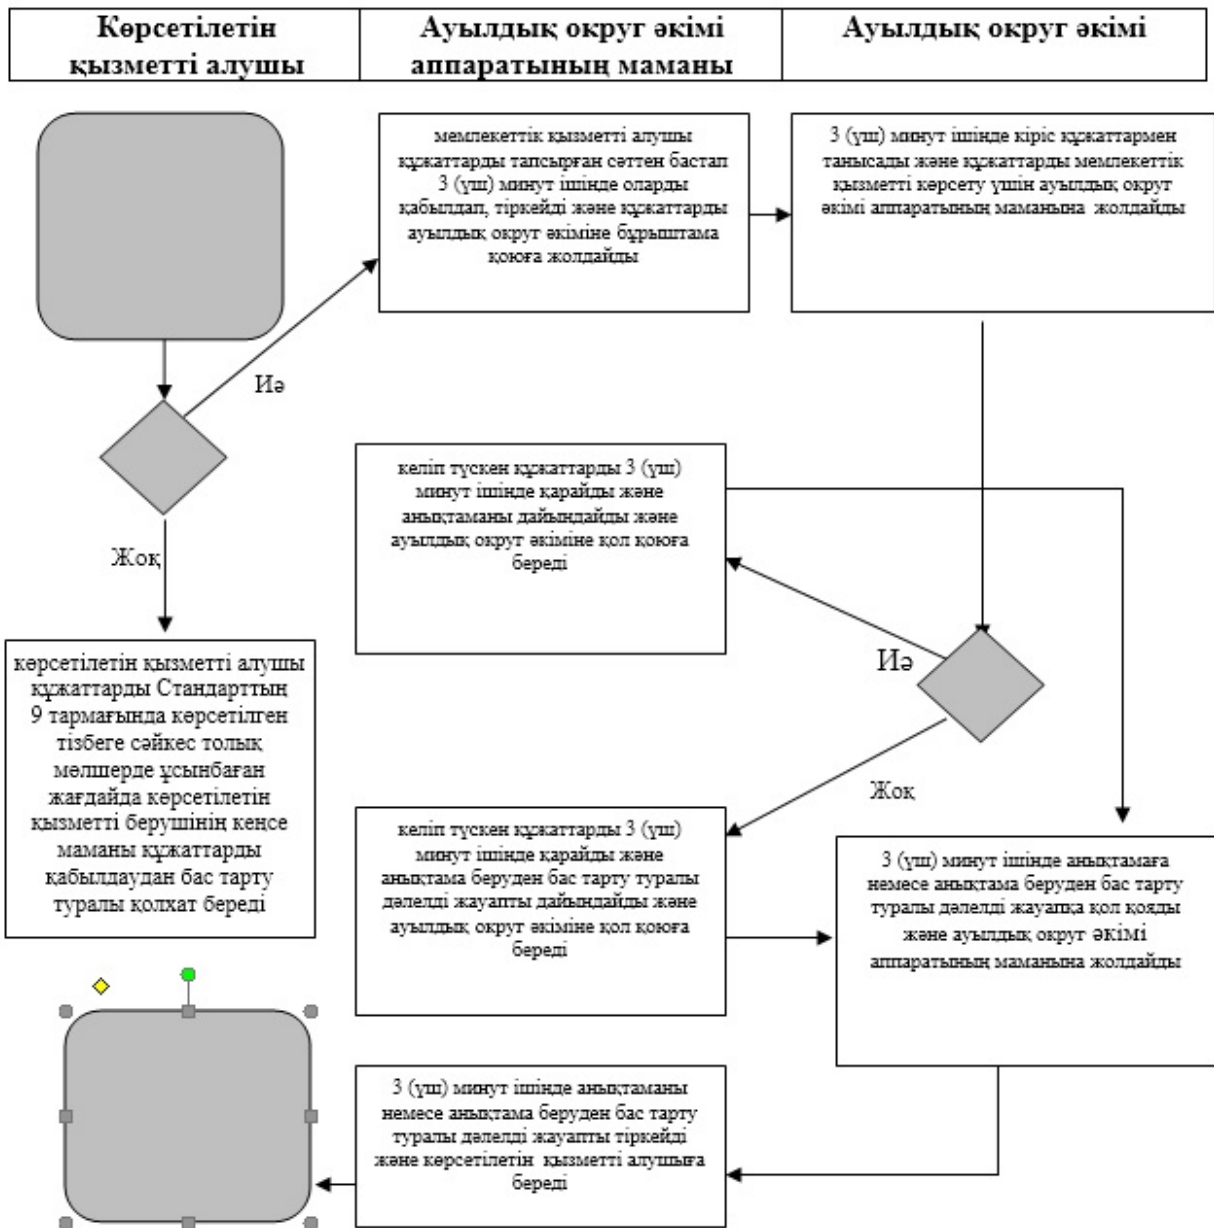 Көрсетілетін
қызметті алушы
Ауылдық округ әкімі
аппаратының маманы
Ауылдық округ әкімі
мемлекеттік қызметті алушы
құжаттарды тапсырған сәттен бастап
3 (үш) минут ішінде оларды
қабылдап, тіркейді және құжаттарды
ауылдық округ әкіміне бұрыштама
қоюға жолдайды
3 (үш) минут ішінде кіріс құжаттармен
танысады және құжаттарды мемлекеттік
қызметті көрсету үшін ауылдық округ
әкімі аппаратының маманына жолдайды
Иә
келіп түскен құжаттарды 3 (үш)
минут ішінде қарайды және
анықтаманы дайындайды және
ауылдық округ әкіміне қол қоюға
береді
Жоқ
Иә
көрсетілетін қызметті алушы
құжаттарды Стандарттың
9 тармағында көрсетілген
тізбеге сәйкес толық
мөлшерде ұсынбаған
жағдайда көрсетілетін
қызметті берушінің кеңсе
маманы құжаттарды
қабылдаудан бас тарту
туралы қолхат береді
Жоқ
келіп түскен құжаттарды 3 (үш)
минут ішінде қарайды және
анықтама беруден бас тарту туралы
дәлелді жауапты дайындайды және
ауылдық округ әкіміне қол қоюға
береді
3 (үш) минут ішінде анықтамаға
немесе анықтама беруден бас тарту
туралы дәлелді жауапқа қол қояды
және ауылдық округ әкімі
аппаратының маманына жолдайды
3 (үш) минут ішінде анықтаманы
немесе анықтама беруден бас тарту
туралы дәлелді жауапты тіркейді
және көрсетілетін қызметті алушыға
береді